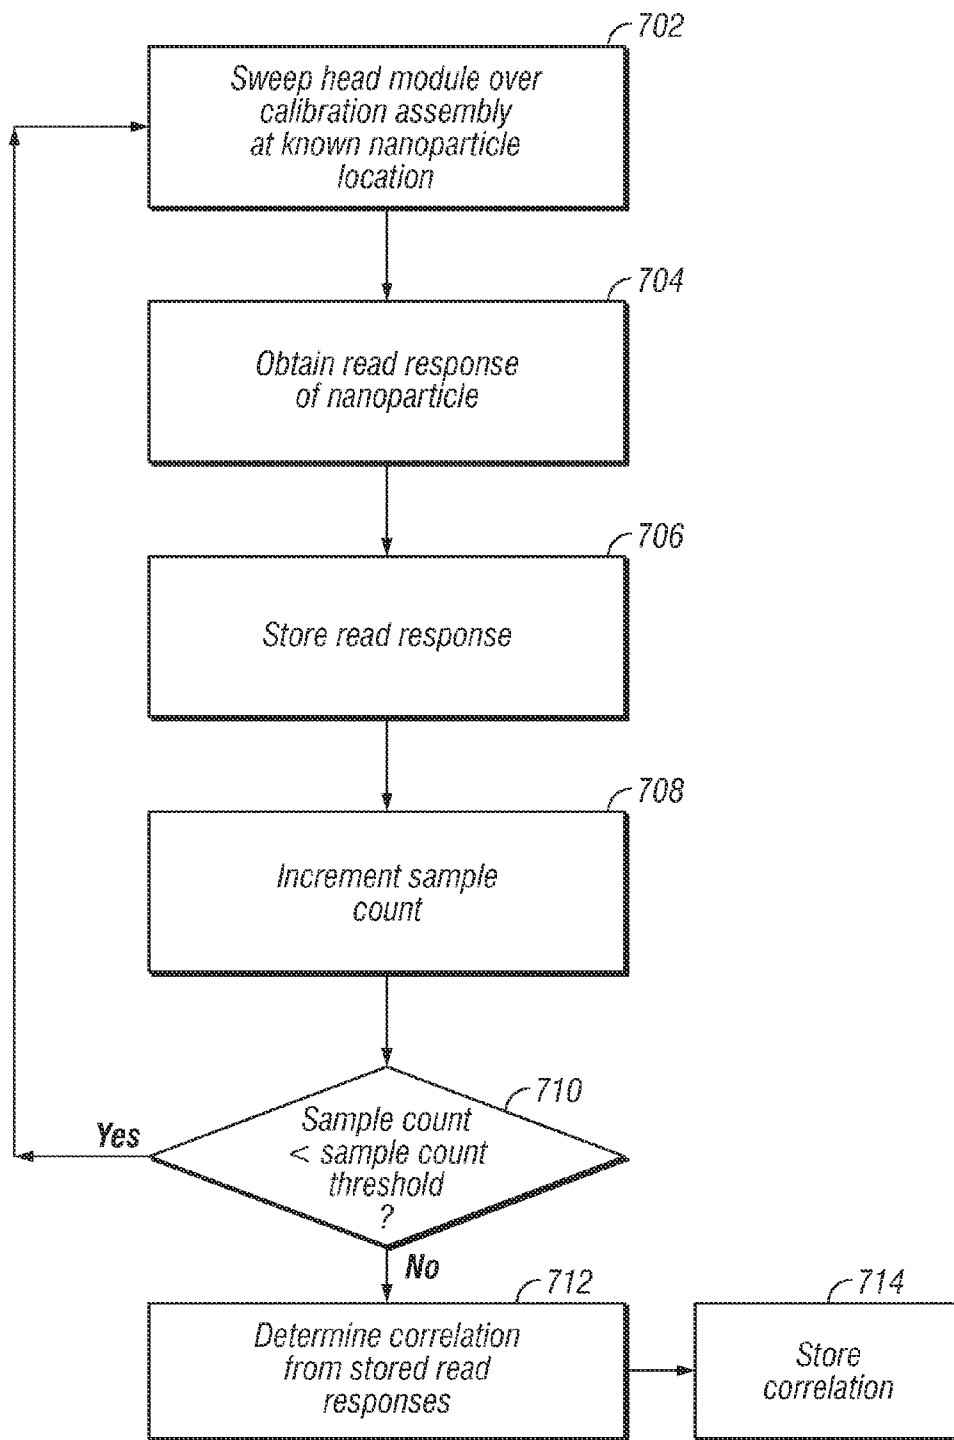 702
Sweep head module over
calibration assembly
at known nanoparticle
location
704
Obtain read response
of nanoparticle
706
Store read response
708
Increment sample
count
710
Sample count
< sample count
threshold
?
Yes
No
712
Determine correlation
from stored read
responses
714
Store
correlation